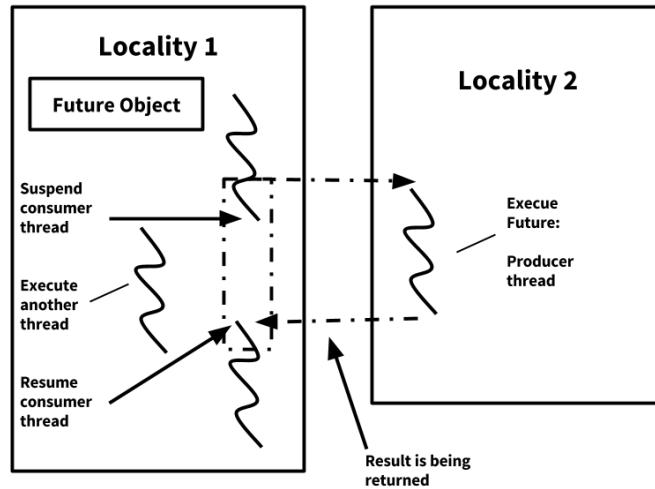 Locality 1
Future Object
Suspend
consumer
thread
Execute
another
thread
Resume
consumer
thread
Locality 2
Execue
Future:
Producer
thread
Result is being
returned